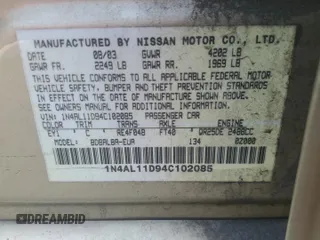 MANUFACTURED BY NISSAN MOTOR CO., LTD.
08/03 GVWR 4202 LB
GAWR FR. 2249 LB GAWR RR. 1969 LB
THIS VEHICLE CONFORMS TO ALL APPLICABLE FEDERAL MOTOR
VEHICLE SAFETY, BUMPER AND THEFT PREVENTION STANDARDS
IN EFFECT ON THE DATE OF MANUFACTURE SHOWN ABOVE.
SEE OWNERS MANUAL FOR ADDITIONAL INFORMATION
V.I.N. 1N4AL11D94C102085 PASSENGER CAR
COLOR TRIM TRANS. AXLE ENGINE
EY1 C RE4F04B FT40 QR25DE 2488CC
MODEL BDBALBA-EUA 134 8Z000
1N4AL11D94C102085
DREAMBID